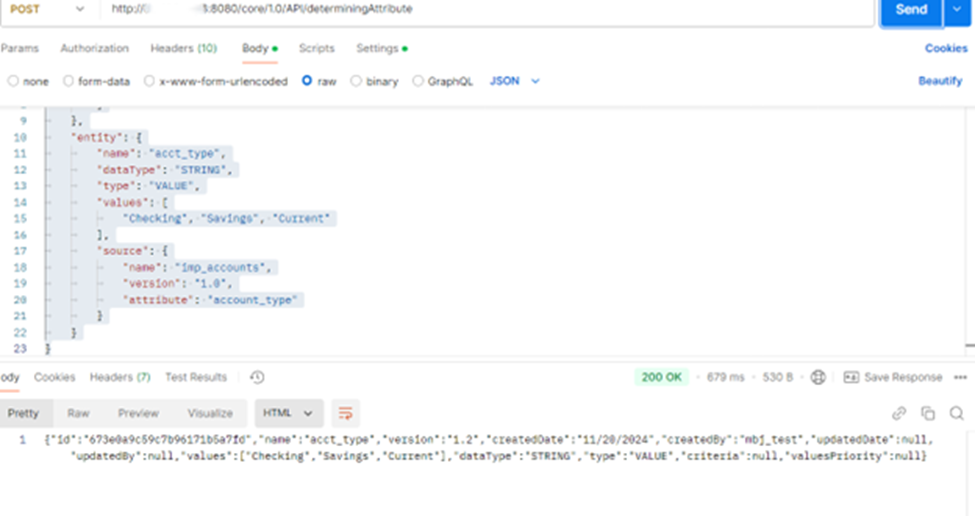 POST http:// :8080/core/1.0/API/determiningAttribute Send
Params Authorization Headers (10) Body Scripts Settings Cookies
none form-data x-www-form-urlencoded raw binary GraphQL JSON Beautify
9 },
10 "entity": {
11 "name": "acct_type",
12 "dataType": "STRING",
13 "type": "VALUE",
14 "values": [
15 "Checking", "Savings", "Current"
16 ],
17 "source": {
18 "name": "imp_accounts",
19 "version": "1.0",
20 "attribute": "account_type"
21 }
22 }
23 }
ody Cookies Headers (7) Test Results 200 OK 679 ms 530 B Save Response
Pretty Raw Preview Visualize HTML
1 {"id":"673e0a9c59c7b96171b5a7fd","name":"acct_type","version":"1.2","createdDate":"11/20/2024","createdBy":"mbj_test","updatedDate":null,
"updatedBy":null,"values":["Checking","Savings","Current"],"dataType":"STRING","type":"VALUE","criteria":null,"valuesPriority":null}